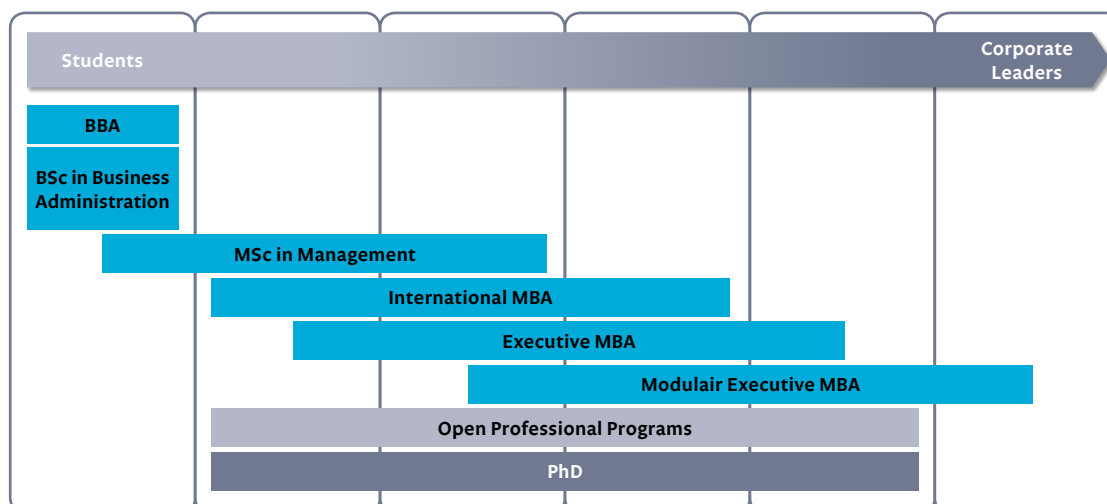 Students
Corporate
Leaders
BBA
BSc in Business
Administration
MSc in Management
International MBA
Executive MBA
Modulair Executive MBA
Open Professional Programs
PhD